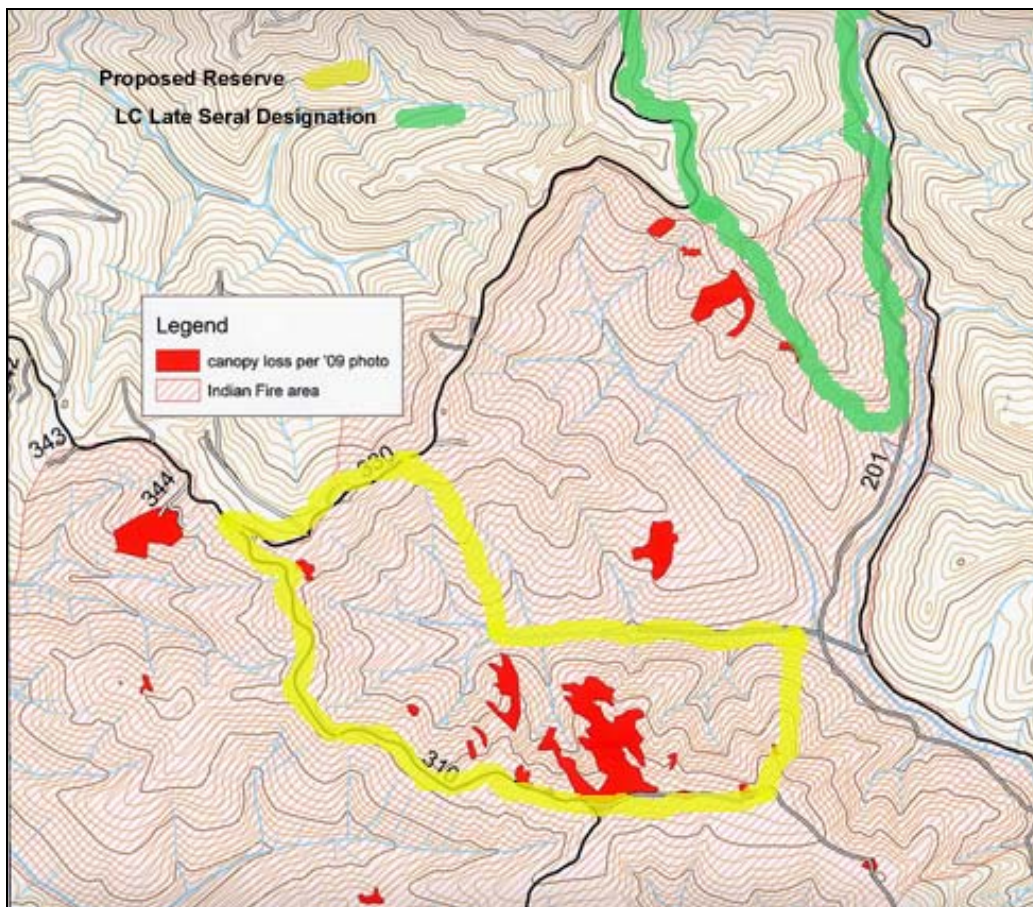 Proposed Reserve
LC Late Seral Designation
Legend
canopy loss per '09 photo
Indian Fire area
343
344
330
201
310